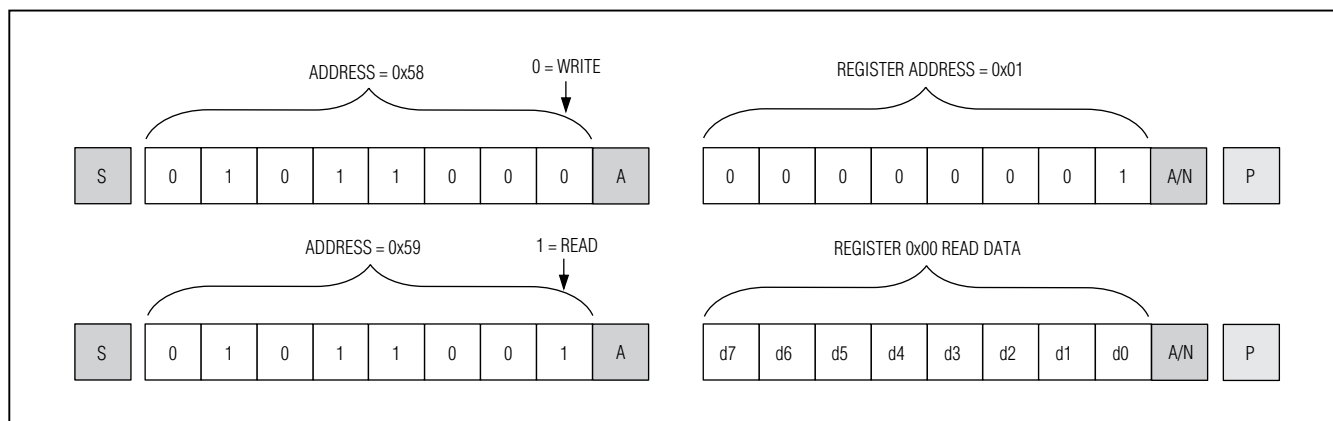 ADDRESS = 0x58 0 = WRITE REGISTER ADDRESS = 0x01
S 0 1 0 1 1 0 0 0 A 0 0 0 0 0 0 0 1 A/N P
ADDRESS = 0x59 1 = READ REGISTER 0x00 READ DATA
S 0 1 0 1 1 0 0 1 A d7 d6 d5 d4 d3 d2 d1 d0 A/N P